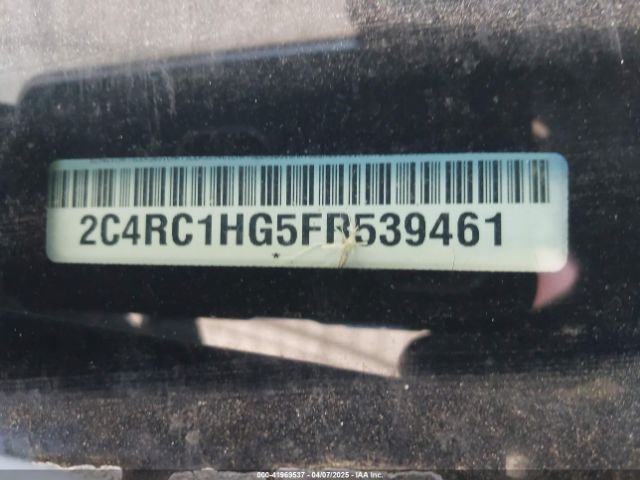 2C4RC1HG5FR539461
*
000-41969537 - 04/07/2025 - IAA Inc.